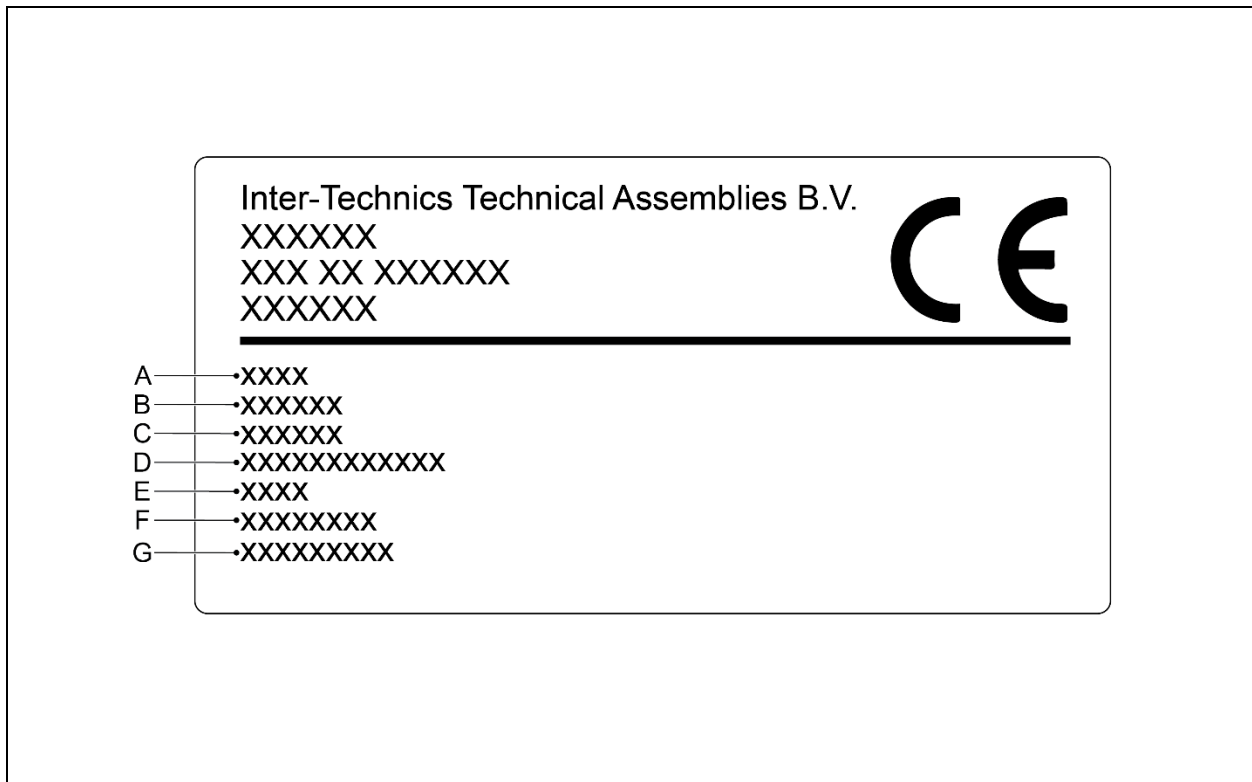 Inter-Technics Technical Assemblies B.V.
XXXXXX
XXX XX XXXXXX
XXXXXX
CE
A xxxx
B xxxxxx
C xxxxxx
D xxxxxxxxxxxx
E xxxx
F xxxxxxxx
G xxxxxxxxx